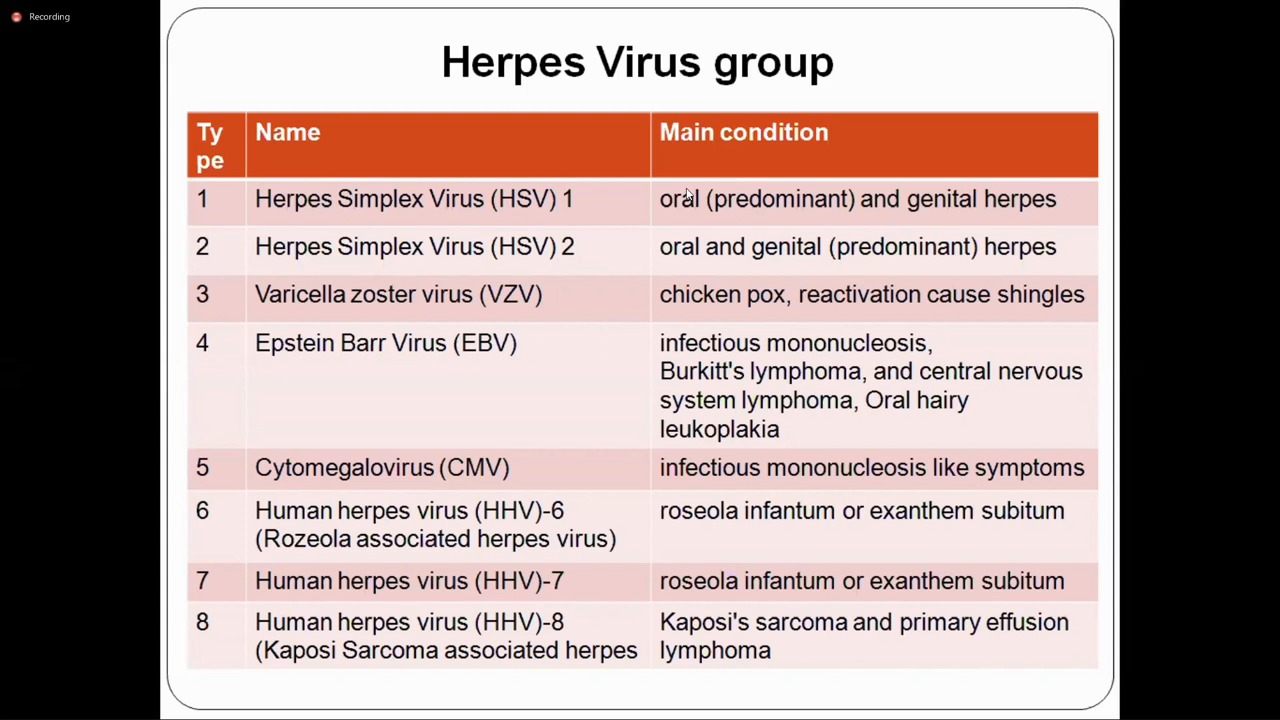 Recording
Herpes Virus group
Ty
pe
Name
Main condition
1
Herpes Simplex Virus (HSV) 1
oral (predominant) and genital herpes
2
Herpes Simplex Virus (HSV) 2
oral and genital (predominant) herpes
3
Varicella zoster virus (VZV)
chicken pox, reactivation cause shingles
4
Epstein Barr Virus (EBV)
infectious mononucleosis,
Burkitt's lymphoma, and central nervous
system lymphoma, Oral hairy
leukoplakia
5
Cytomegalovirus (CMV)
infectious mononucleosis like symptoms
6
Human herpes virus (HHV)-6
(Rozeola associated herpes virus)
roseola infantum or exanthem subitum
7
Human herpes virus (HHV)-7
roseola infantum or exanthem subitum
8
Human herpes virus (HHV)-8
(Kaposi Sarcoma associated herpes
Kaposi's sarcoma and primary effusion
lymphoma